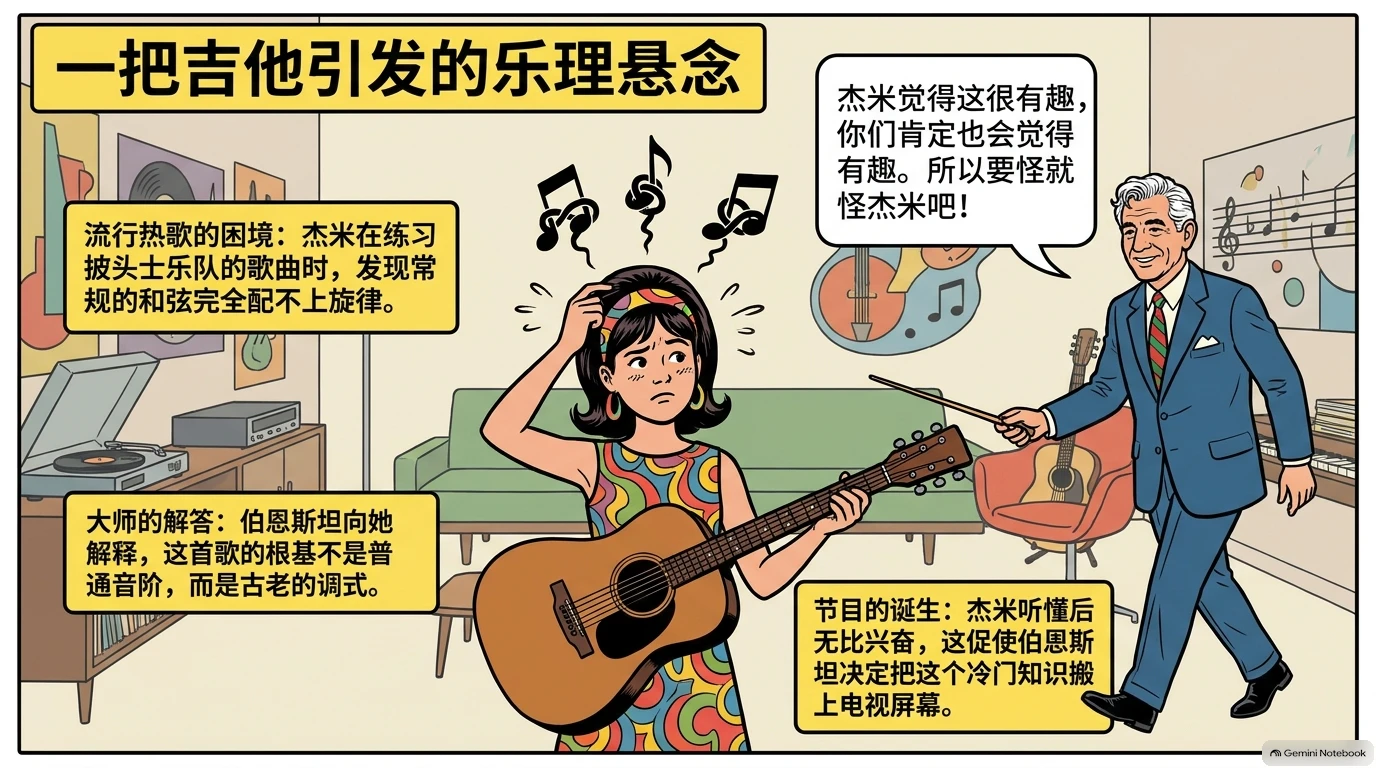 一把吉他引发的乐理悬念
杰米觉得这很有趣，
你们肯定也会觉得
有趣。所以要怪就
怪杰米吧！
流行热歌的困境：杰米在练习
披头士乐队的歌曲时，发现常
规的和弦完全配不上旋律。
大师的解答：伯恩斯坦向她
解释，这首歌的根基不是普
通音阶，而是古老的调式。
节目的诞生：杰米听懂后
无比兴奋，这促使伯恩斯
坦决定把这个冷门知识搬
上电视屏幕。
Gemini Notebook